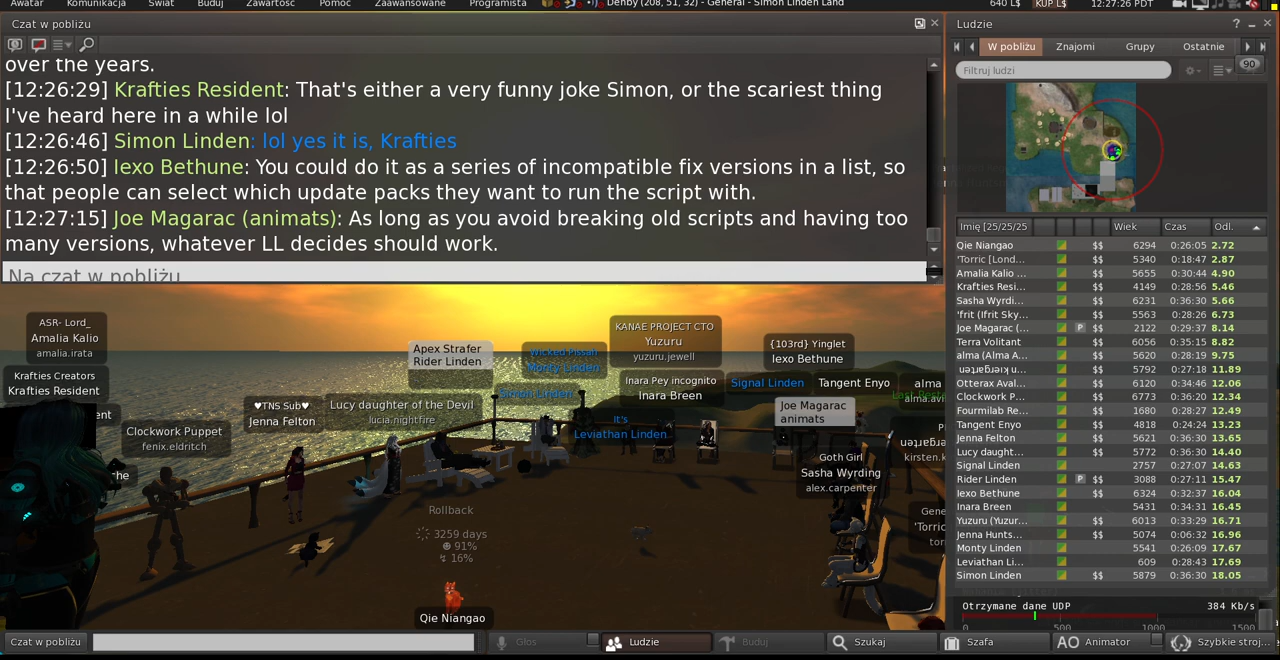 Awatar Komunikacja Świat Buduj Zawartość Pomoc Zaawansowane Programista Denby (208, 51, 32) - General - Simon Linden Land 640 L$ KUP L$ 12:27:26 PDT
Czat w pobliżu
over the years.
[12:26:29] Krafties Resident: That's either a very funny joke Simon, or the scariest thing
I've heard here in a while lol
[12:26:46] Simon Linden: lol yes it is, Krafties
[12:26:50] Iexo Bethune: You could do it as a series of incompatible fix versions in a list, so
that people can select which update packs they want to run the script with.
[12:27:15] Joe Magarac (animats): As long as you avoid breaking old scripts and having too
many versions, whatever LL decides should work.
Na czat w pobliżu
ASR- Lord_
Amalia Kalio
amalia.irata
Krafties Creators
Krafties Resident
ent
Clockwork Puppet
fenix.eldritch
he
♥TNS Sub♥
Jenna Felton
Lucy daughter of the Devil
lucia.nightfire
Apex Strafer
Rider Linden
Wicked Pissah
Monty Linden
Simon Linden
It's
Leviathan Linden
KANAE PROJECT CTO
Yuzuru
yuzuru.jewell
Inara Pey incognito
Inara Breen
Signal Linden
{103rd} Yinglet
Iexo Bethune
Tangent Enyo
alma
alma.avi
Joe Magarac
animats
Goth Girl
Sasha Wyrding
alex.carpenter
kirsten.k
Gene
'Torric
tor
Rollback
3259 days
91%
16%
Qie Niangao
Ludzie
W pobliżu Znajomi Grupy Ostatnie
Filtruj ludzi
90
Imię [25/25/25 Wiek Czas Odl.
Qie Niangao $$ 6294 0:26:05 2.72
'Torric [Lond... $$ 5340 0:18:47 2.87
Amalia Kalio ... $$ 5655 0:30:44 4.90
Krafties Resi... $$ 4149 0:28:56 5.46
Sasha Wyrdi... $$ 6231 0:36:30 5.66
'frit (Ifrit Sky... $$ 5563 0:28:26 6.73
Joe Magarac (... P $$ 2122 0:29:37 8.14
Terra Volitant $$ 6056 0:35:15 8.82
alma (Alma A... $$ 5620 0:28:19 9.75
$$ 5792 0:27:18 11.89
Otterax Aval... $$ 6120 0:34:46 12.06
Clockwork P... $$ 6773 0:36:20 12.34
Fourmilab Re... $$ 1680 0:28:27 12.49
Tangent Enyo $$ 4818 0:24:24 13.23
Jenna Felton $$ 5621 0:36:30 13.65
Lucy daught... $$ 5772 0:36:30 14.40
Signal Linden 2757 0:27:07 14.63
Rider Linden P $$ 3088 0:27:11 15.47
Iexo Bethune $$ 6324 0:32:37 16.04
Inara Breen 5431 0:34:31 16.45
Yuzuru (Yuzur... $$ 6013 0:33:29 16.71
Jenna Hunts... $$ 5074 0:06:32 16.96
Monty Linden 5541 0:26:09 17.67
Leviathan Li... 609 0:28:43 17.69
Simon Linden $$ 5879 0:36:30 18.05
Otrzymane dane UDP 384 Kb/s
0 500 1000 1500
Czat w pobliżu Głos Ludzie Buduj Szukaj Szafa AO Animator Szybkie stroj...